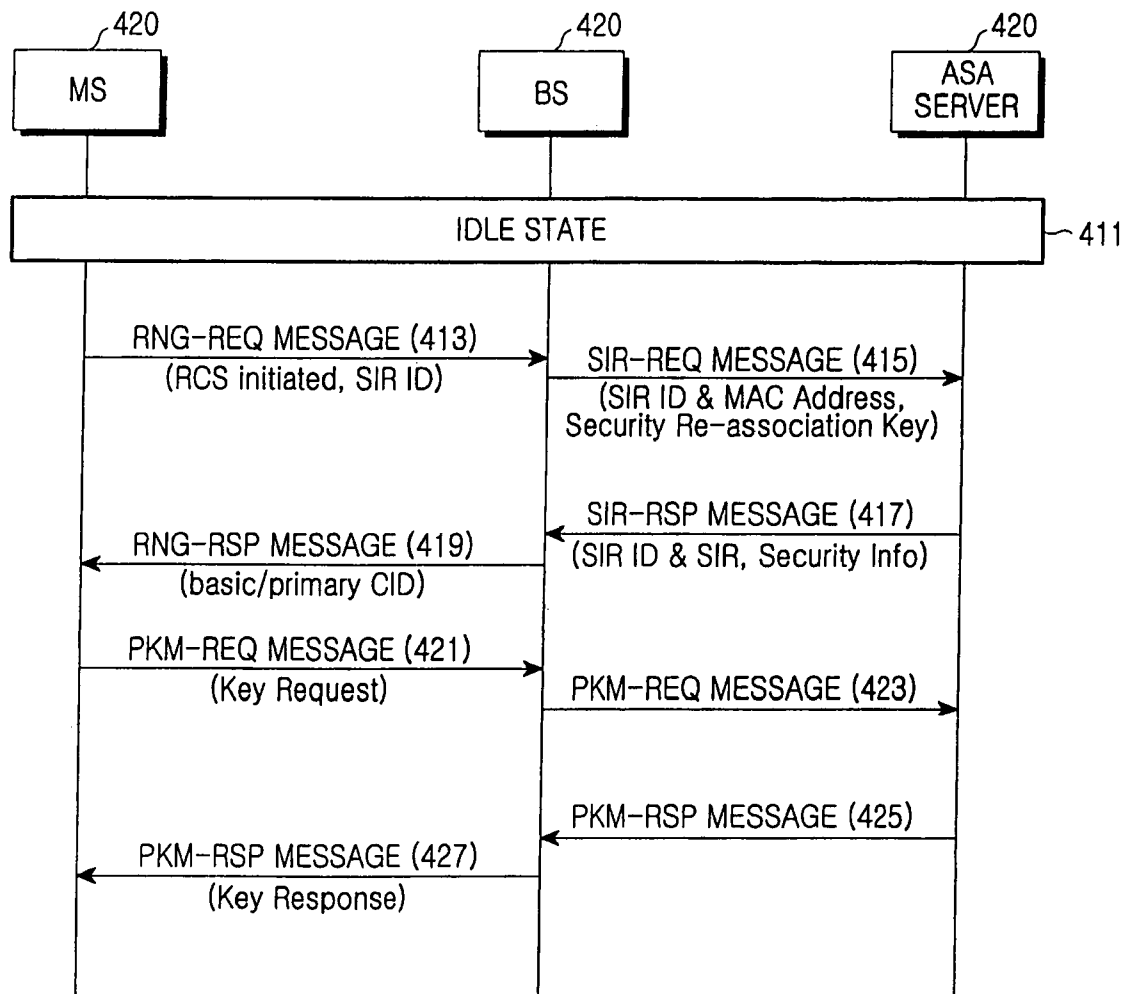 420
420
420
MS
BS
ASA
SERVER
IDLE STATE
411
RNG-REQ MESSAGE (413)
(RCS initiated, SIR ID)
SIR-REQ MESSAGE (415)
(SIR ID & MAC Address,
Security Re-association Key)
SIR-RSP MESSAGE (417)
(SIR ID & SIR, Security Info)
RNG-RSP MESSAGE (419)
(basic/primary CID)
PKM-REQ MESSAGE (421)
(Key Request)
PKM-REQ MESSAGE (423)
PKM-RSP MESSAGE (425)
PKM-RSP MESSAGE (427)
(Key Response)